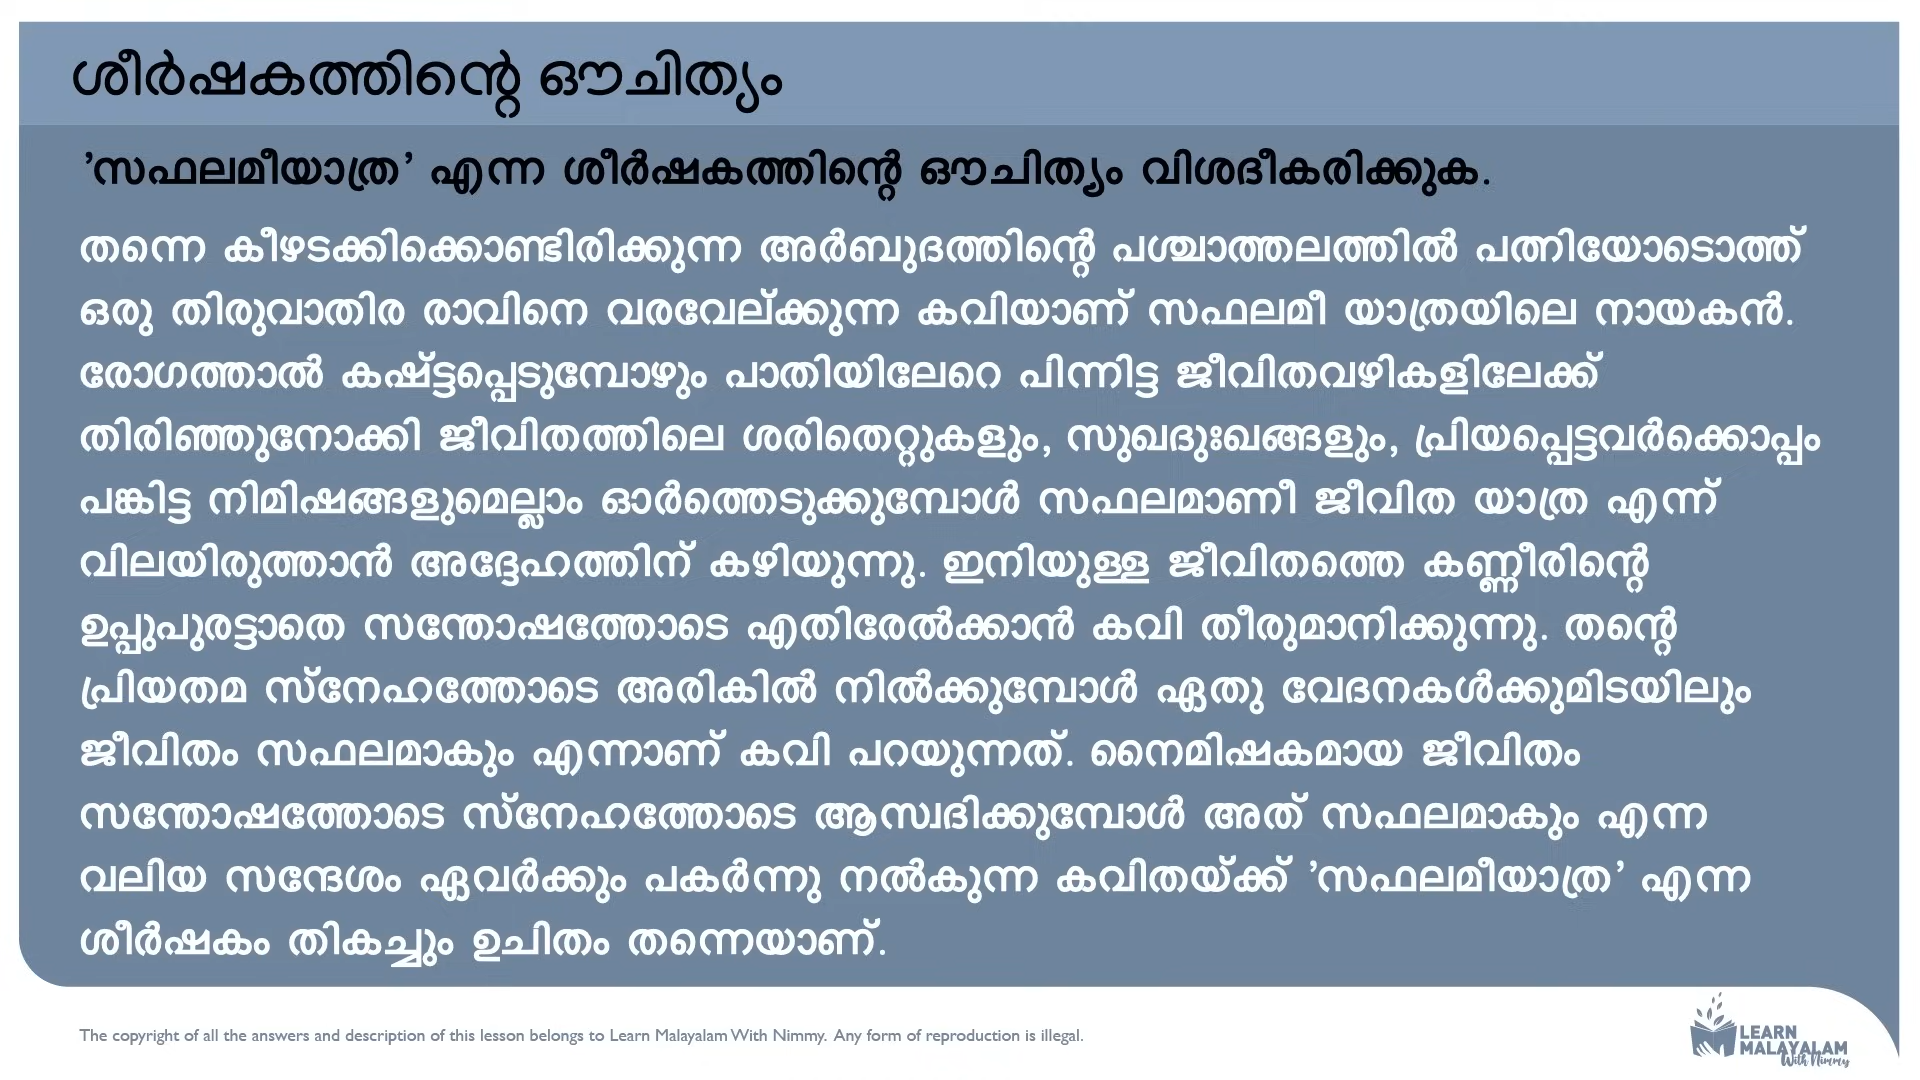 ശീർഷകത്തിന്റെ ഔചിത്യം
'സഫലമീയാത്ര' എന്ന ശീർഷകത്തിന്റെ ഔചിത്യം വിശദീകരിക്കുക.
തന്നെ കീഴടക്കിക്കൊണ്ടിരിക്കുന്ന അർബുദത്തിന്റെ പശ്ചാത്തലത്തിൽ പത്നിയോടൊത്ത്
ഒരു തിരുവാതിര രാവിനെ വരവേല്ക്കുന്ന കവിയാണ് സഫലമീ യാത്രയിലെ നായകൻ.
രോഗത്താൽ കഷ്ട്ടപ്പെടുമ്പോഴും പാതിയിലേറെ പിന്നിട്ട ജീവിതവഴികളിലേക്ക്
തിരിഞ്ഞുനോക്കി ജീവിതത്തിലെ ശരിതെറ്റുകളും, സുഖദുഃഖങ്ങളും, പ്രിയപ്പെട്ടവർക്കൊപ്പം
പങ്കിട്ട നിമിഷങ്ങളുമെല്ലാം ഓർത്തെടുക്കുമ്പോൾ സഫലമാണീ ജീവിത യാത്ര എന്ന്
വിലയിരുത്താൻ അദ്ദേഹത്തിന് കഴിയുന്നു. ഇനിയുള്ള ജീവിതത്തെ കണ്ണീരിന്റെ
ഉപ്പുപുരട്ടാതെ സന്തോഷത്തോടെ എതിരേൽക്കാൻ കവി തീരുമാനിക്കുന്നു. തന്റെ
പ്രിയതമ സ്നേഹത്തോടെ അരികിൽ നിൽക്കുമ്പോൾ ഏതു വേദനകൾക്കുമിടയിലും
ജീവിതം സഫലമാകും എന്നാണ് കവി പറയുന്നത്. നൈമിഷകമായ ജീവിതം
സന്തോഷത്തോടെ സ്നേഹത്തോടെ ആസ്വദിക്കുമ്പോൾ അത് സഫലമാകും എന്ന
വലിയ സന്ദേശം ഏവർക്കും പകർന്നു നൽകുന്ന കവിതയ്ക്ക് 'സഫലമീയാത്ര' എന്ന
ശീർഷകം തികച്ചും ഉചിതം തന്നെയാണ്.
The copyright of all the answers and description of this lesson belongs to Learn Malayalam With Nimmy. Any form of reproduction is illegal.
LEARN
MALAYALAM
With Nimmy